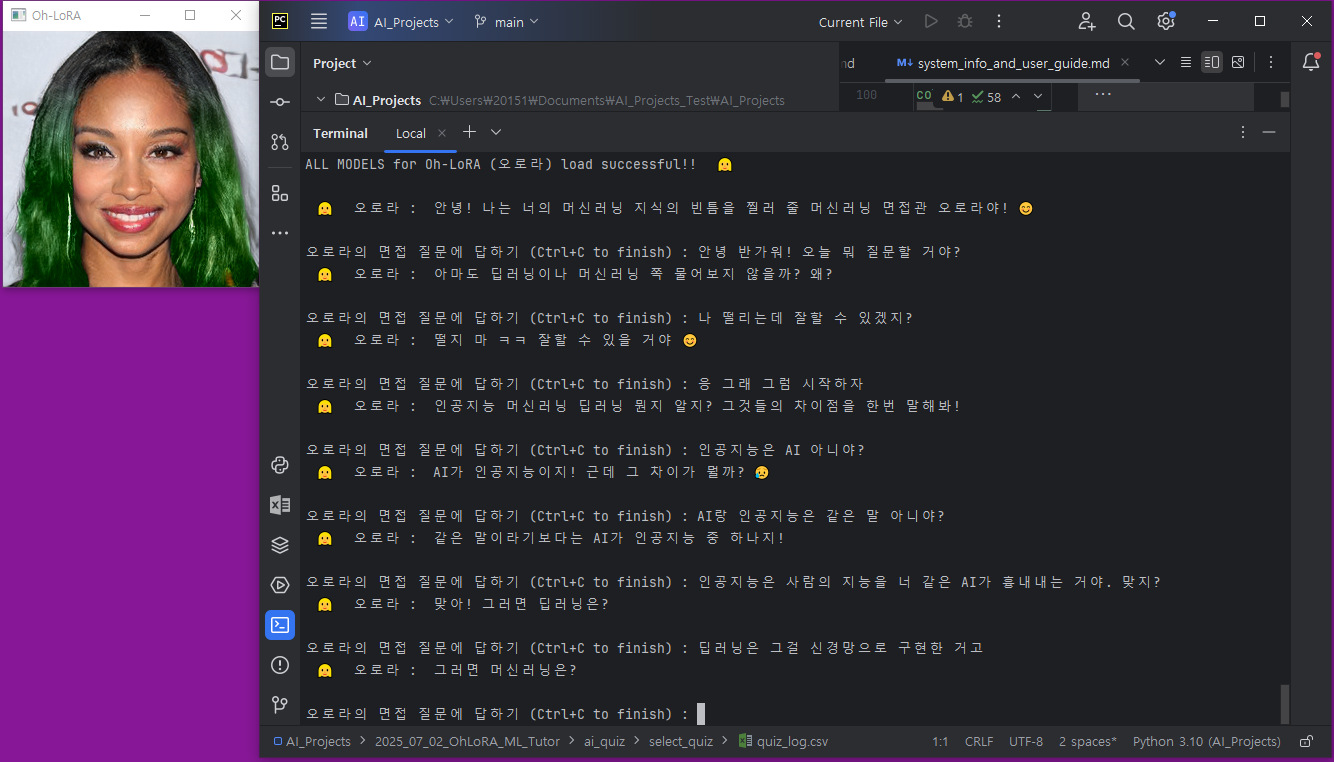 Oh-LoRA
PC
AI AI_Projects
main
Current File
Project
nd
M↓ system_info_and_user_guide.md
AI_Projects C:₩Users₩20151₩Documents₩AI_Projects_Test₩AI_Projects
100
1 58
Terminal Local
ALL MODELS for Oh-LoRA (오로라) load successful!!
오로라 : 안녕! 나는 너의 머신러닝 지식의 빈틈을 찔러 줄 머신러닝 면접관 오로라야! 😊
오로라의 면접 질문에 답하기 (Ctrl+C to finish) : 안녕 반가워! 오늘 뭐 질문할 거야?
오로라 : 아마도 딥러닝이나 머신러닝 쪽 물어보지 않을까? 왜?
오로라의 면접 질문에 답하기 (Ctrl+C to finish) : 나 떨리는데 잘할 수 있겠지?
오로라 : 떨지 마 ㅋㅋ 잘할 수 있을 거야 😊
오로라의 면접 질문에 답하기 (Ctrl+C to finish) : 응 그래 그럼 시작하자
오로라 : 인공지능 머신러닝 딥러닝 뭔지 알지? 그것들의 차이점을 한번 말해봐!
오로라의 면접 질문에 답하기 (Ctrl+C to finish) : 인공지능은 AI 아니야?
오로라 : AI가 인공지능이지! 근데 그 차이가 뭘까? 😥
오로라의 면접 질문에 답하기 (Ctrl+C to finish) : AI랑 인공지능은 같은 말 아니야?
오로라 : 같은 말이라기보다는 AI가 인공지능 중 하나지!
오로라의 면접 질문에 답하기 (Ctrl+C to finish) : 인공지능은 사람의 지능을 너 같은 AI가 흉내내는 거야. 맞지?
오로라 : 맞아! 그러면 딥러닝은?
오로라의 면접 질문에 답하기 (Ctrl+C to finish) : 딥러닝은 그걸 신경망으로 구현한 거고
오로라 : 그러면 머신러닝은?
오로라의 면접 질문에 답하기 (Ctrl+C to finish) :
AI_Projects > 2025_07_02_OhLoRA_ML_Tutor > ai_quiz > select_quiz > quiz_log.csv 1:1 CRLF UTF-8 2 spaces* Python 3.10 (AI_Projects)